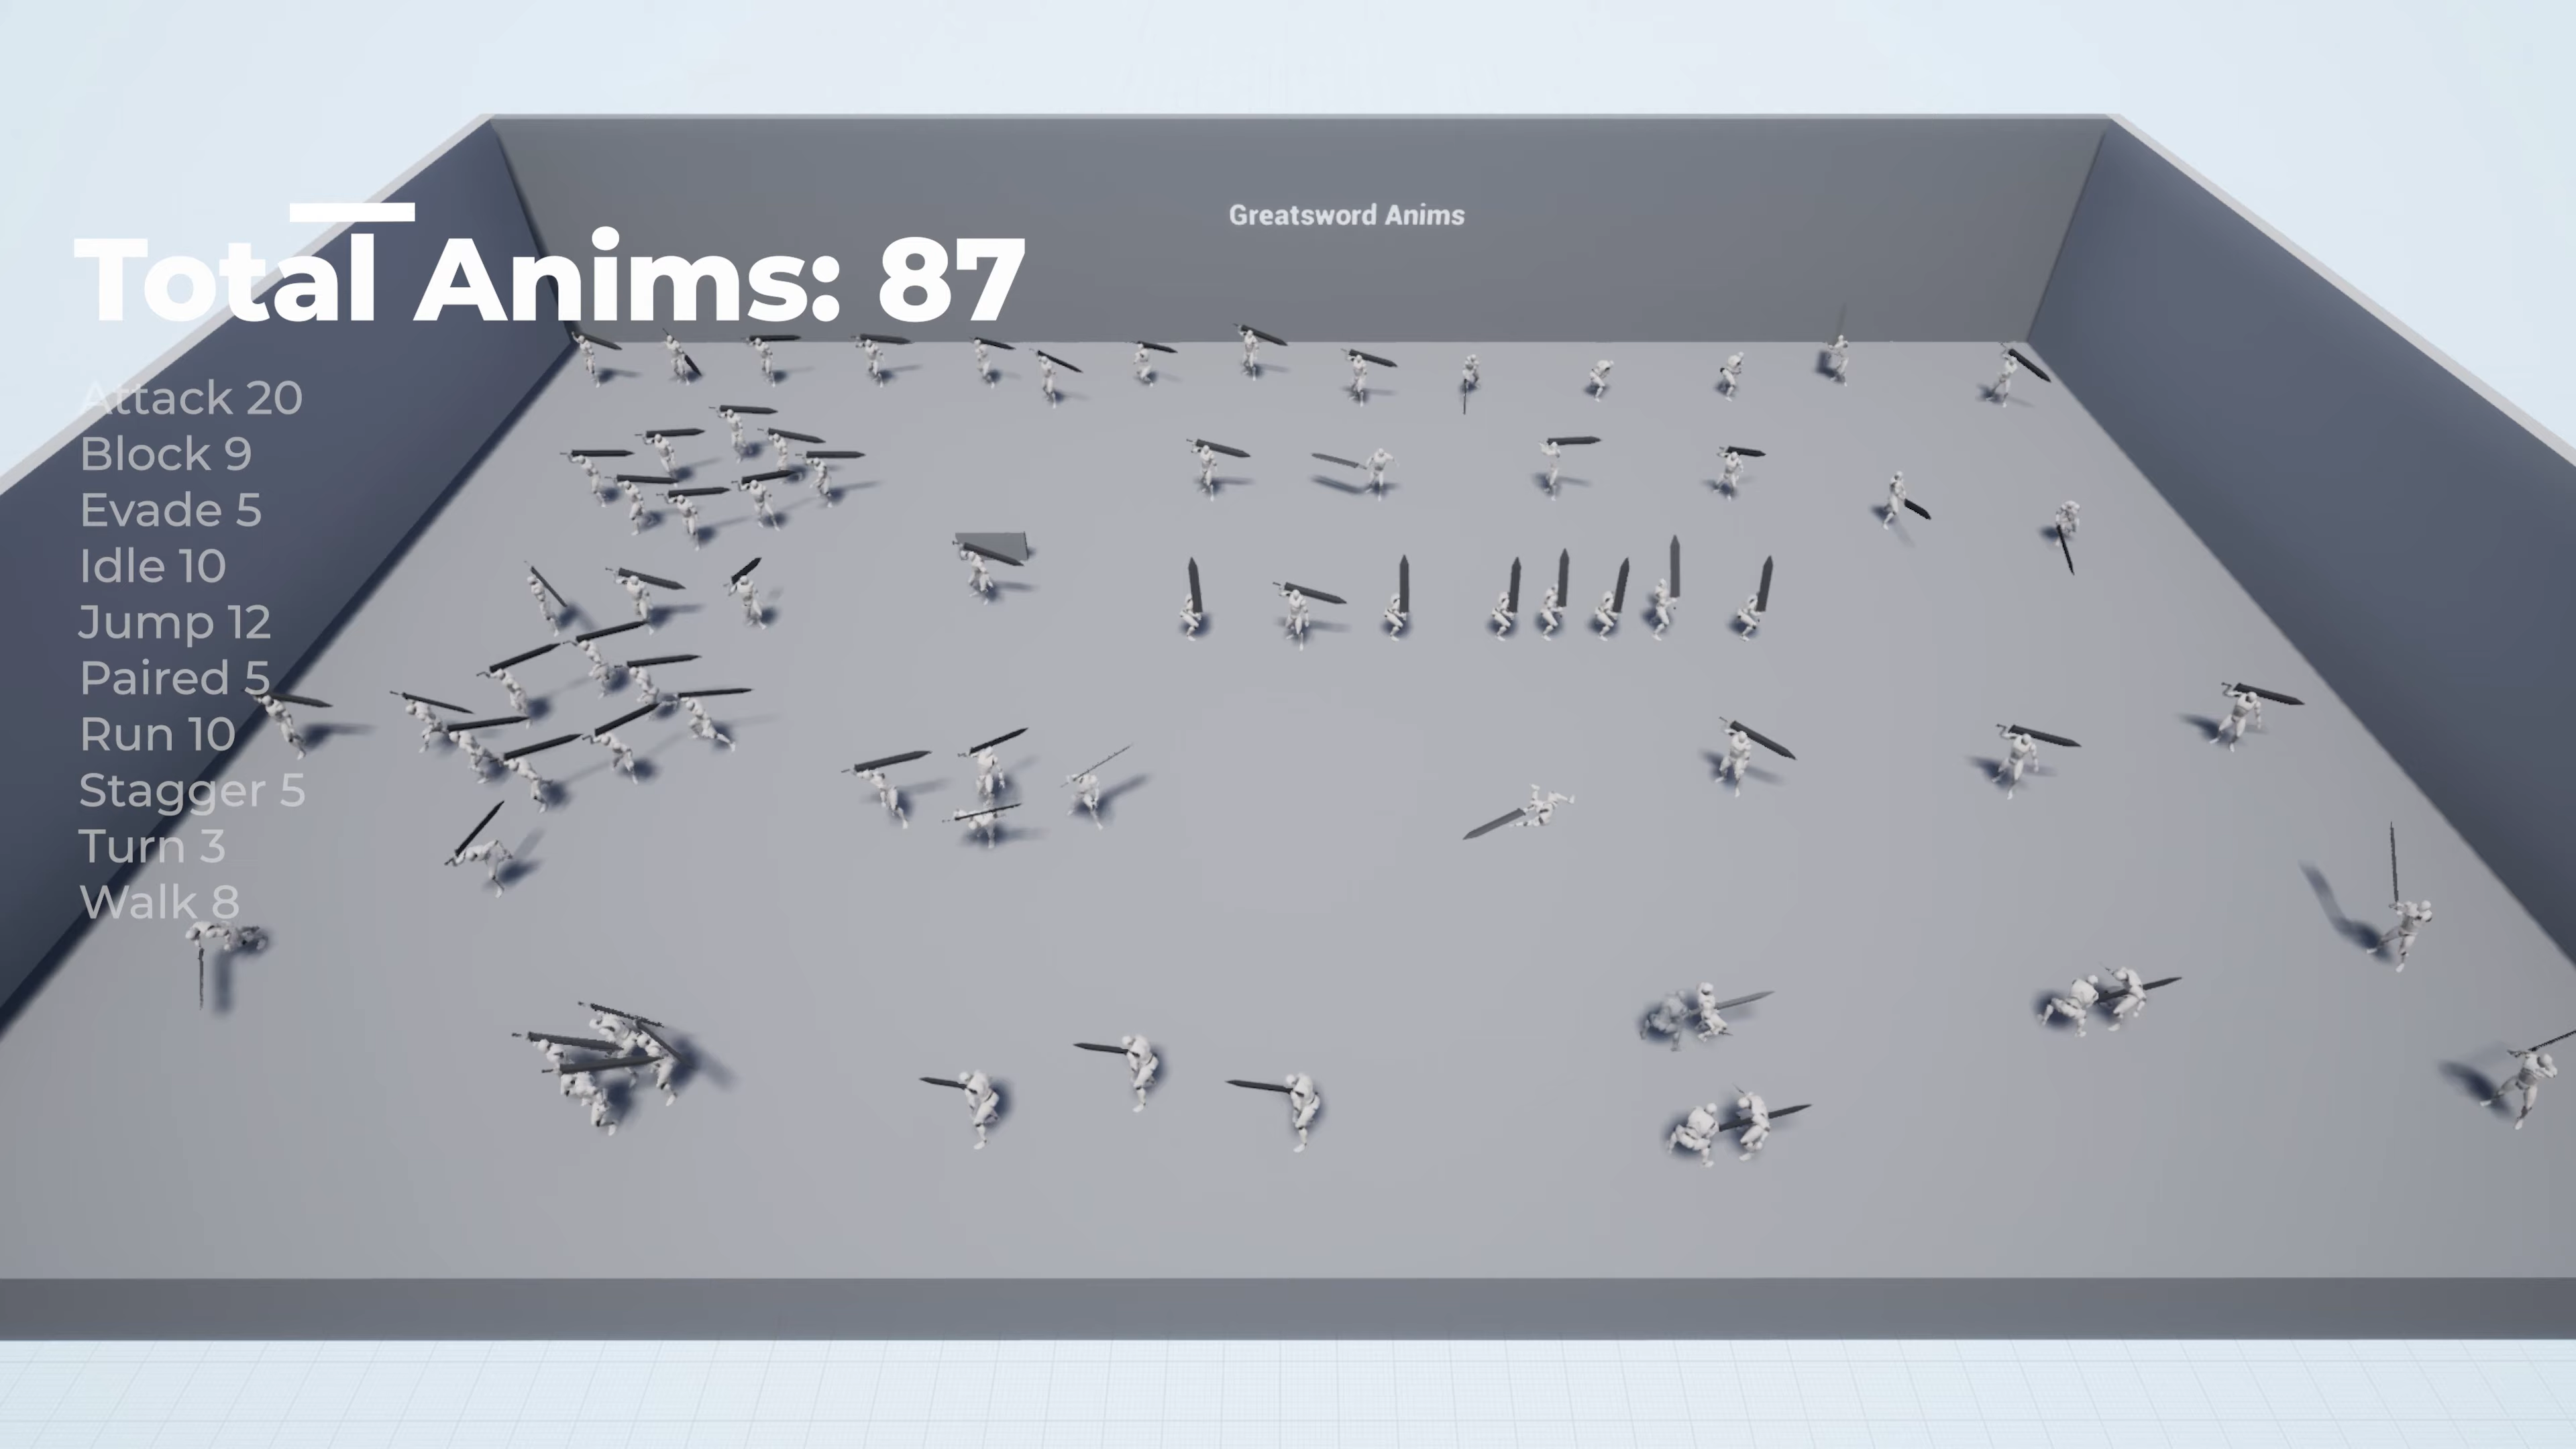 Greatsword Anims
Total Anims: 87
Attack 20
Block 9
Evade 5
Idle 10
Jump 12
Paired 5
Run 10
Stagger 5
Turn 3
Walk 8